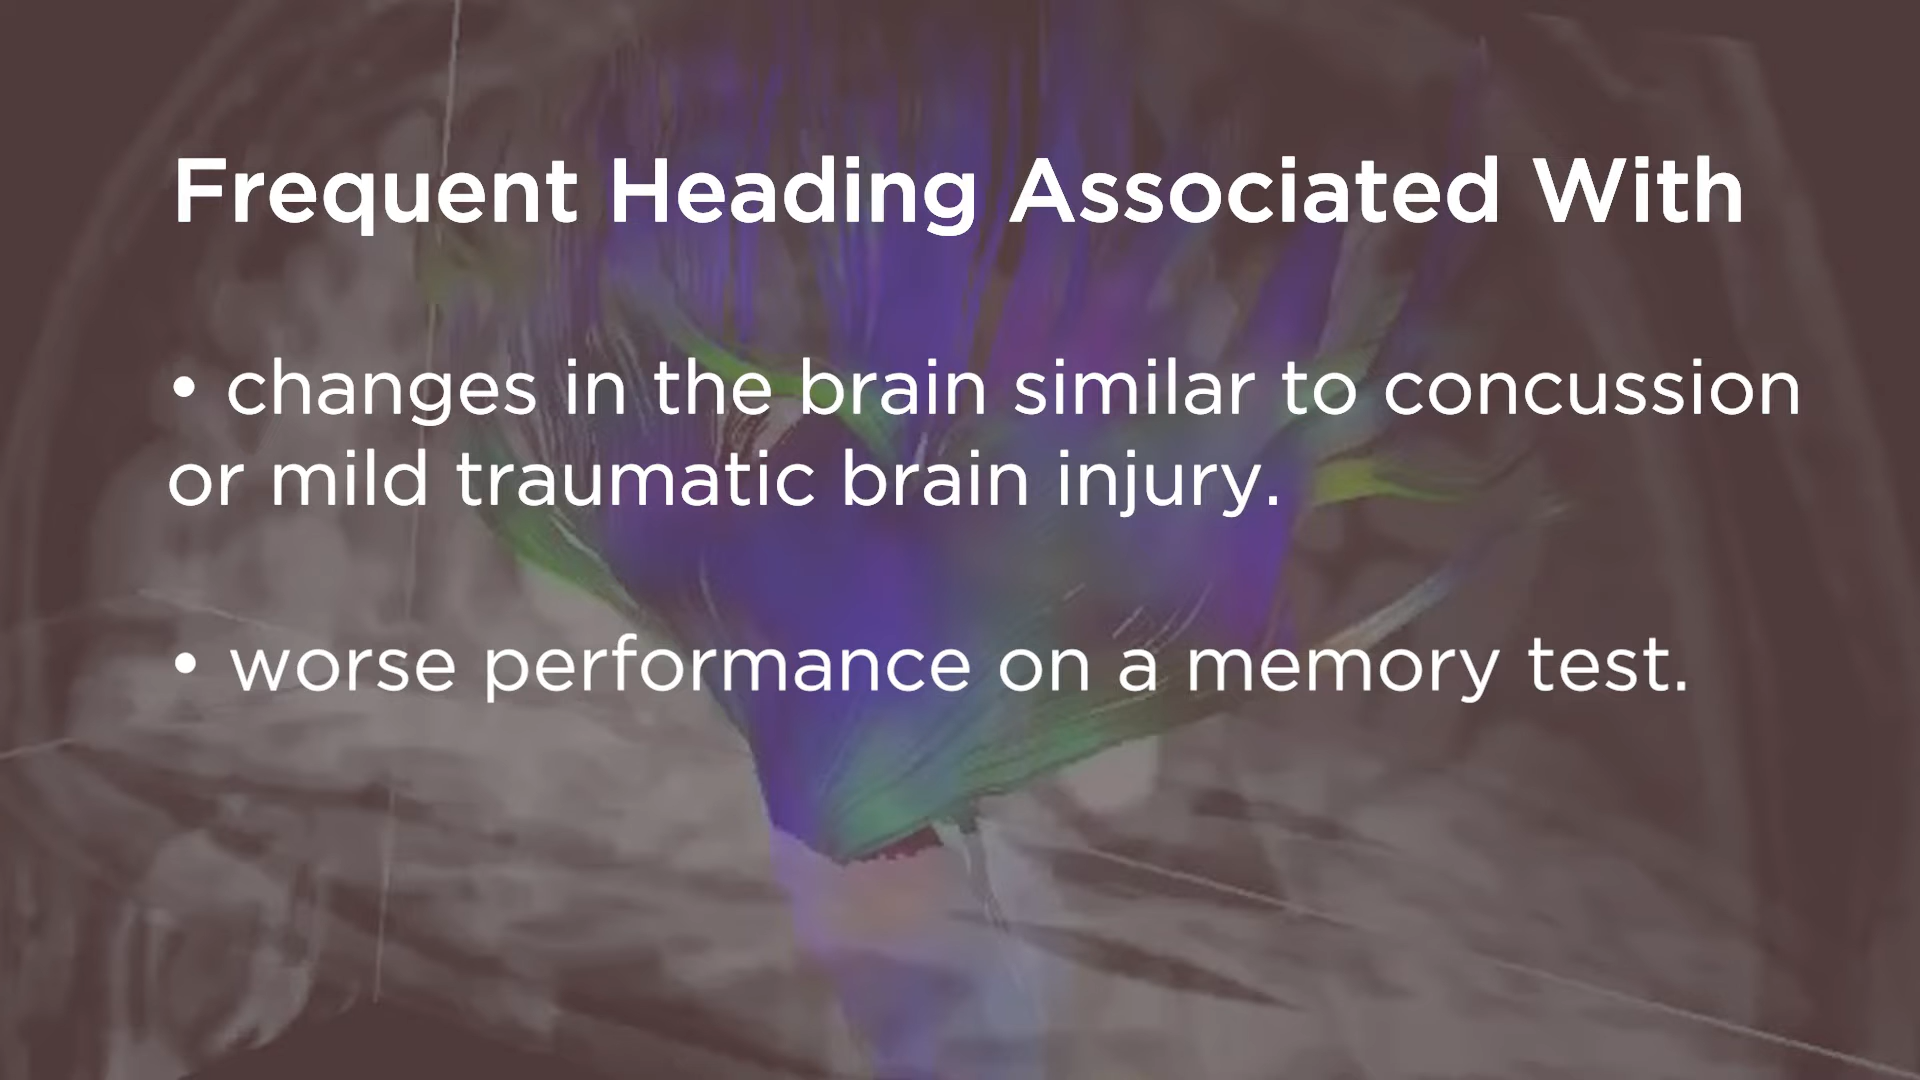 Frequent Heading Associated With
• changes in the brain similar to concussion
or mild traumatic brain injury.
• worse performance on a memory test.